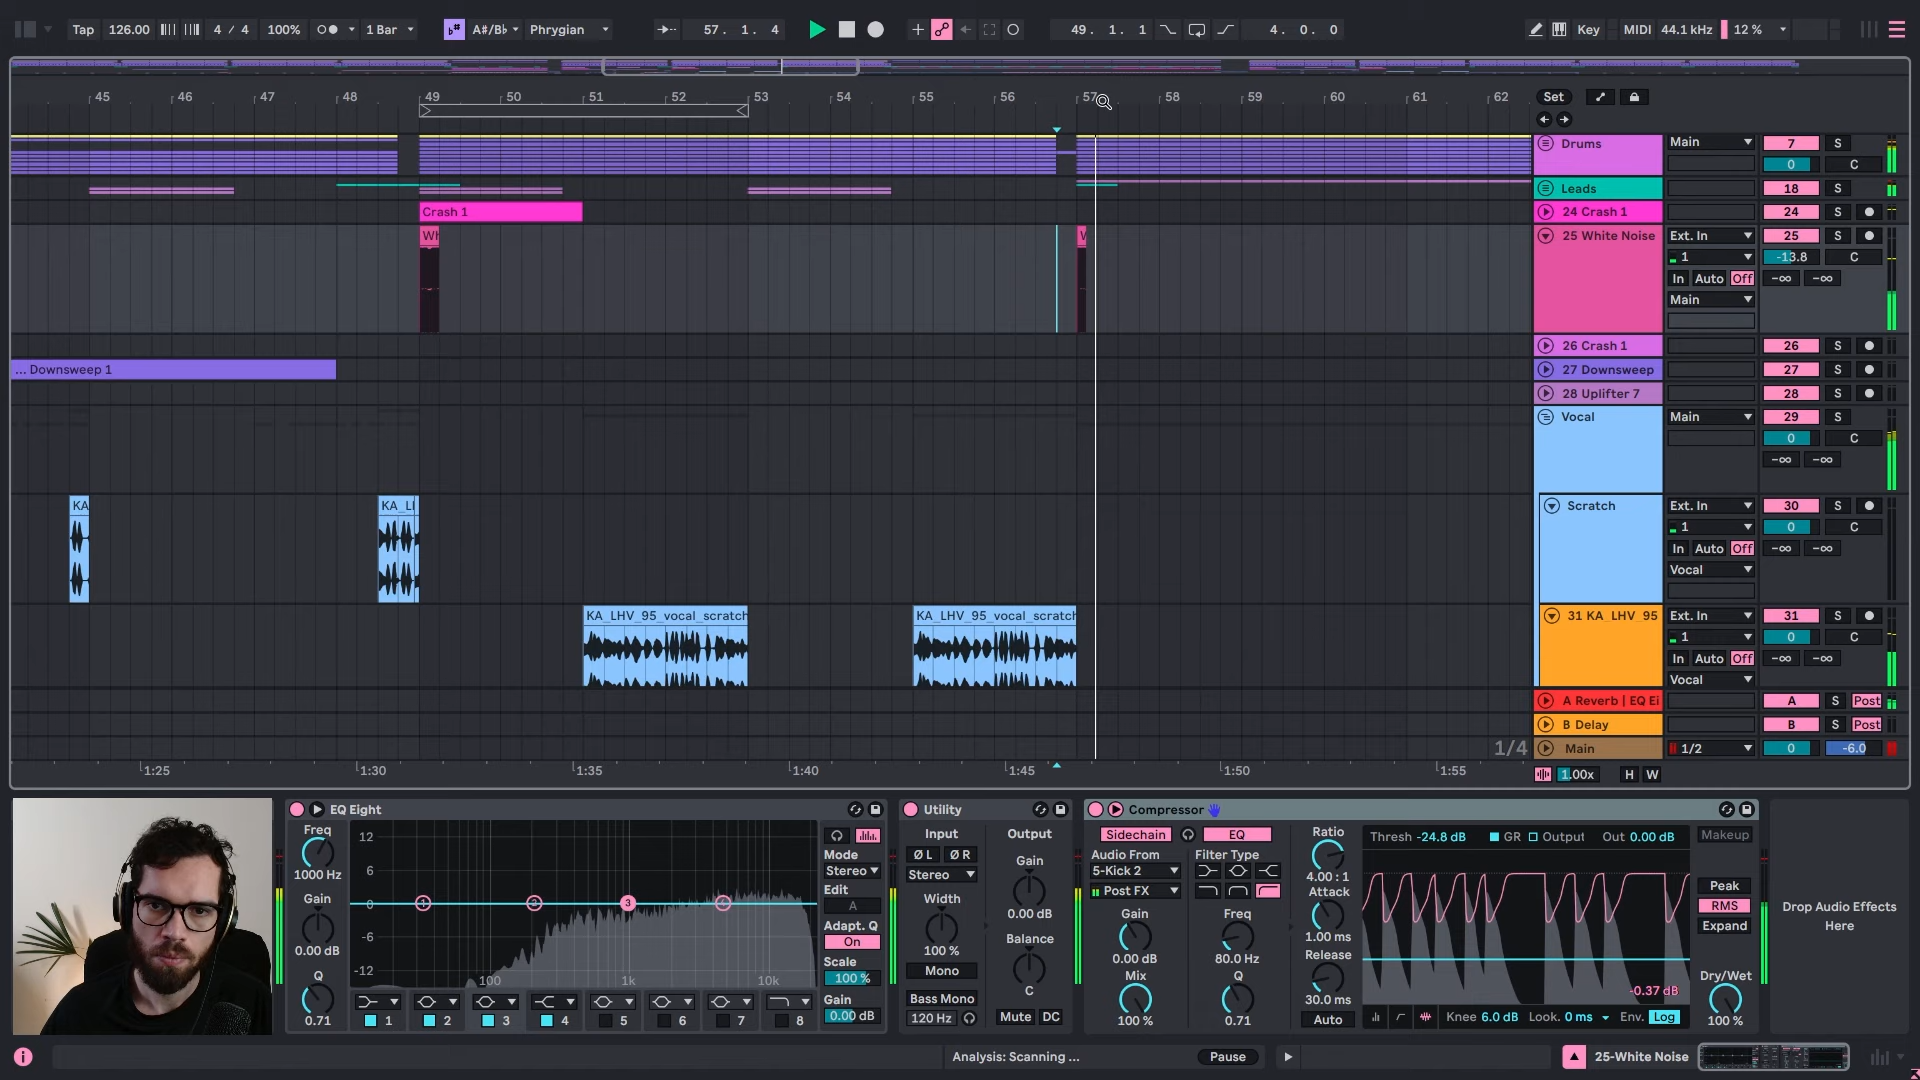 Tap 126.00 4 / 4 100% 1 Bar A#/Bb Phrygian 57. 1. 4 49. 1. 1 4. 0. 0 Key MIDI 44.1 kHz 12 %
45 46 47 48 49 50 51 52 53 54 55 56 57 58 59 60 61 62 Set
Drums Main 7 S
0 C
Leads 18 S
Crash 1 24 Crash 1 24 S
25 White Noise Ext. In 25 S
1 -13.8 C
In Auto Off -∞ -∞
Main
26 Crash 1 26 S
... Downsweep 1 27 Downsweep 27 S
28 Uplifter 7 28 S
Vocal Main 29 S
0 C
-∞ -∞
KA KA_LI Scratch Ext. In 30 S
1 0 C
In Auto Off -∞ -∞
Vocal
KA_LHV_95_vocal_scratch KA_LHV_95_vocal_scratch 31 KA_LHV_95 Ext. In 31 S
1 0 C
In Auto Off -∞ -∞
Vocal
A Reverb | EQ Ei A S Post
B Delay B S Post
1/4 Main 1/2 0 -6.0
1:25 1:30 1:35 1:40 1:45 1:50 1:55 1.00x H W
EQ Eight
Freq
1000 Hz
Gain
0.00 dB
Q
0.71
12
6
0
-6
-12
100 1k 10k
1 2 3 4 5 6 7 8
Mode
Stereo
Edit
A
Adapt. Q
On
Scale
100 %
Gain
0.00 dB
Utility
Input
Ø L Ø R
Stereo
Width
100 %
Mono
Bass Mono
120 Hz
Output
Gain
0.00 dB
Balance
C
Mute DC
Compressor
Sidechain EQ
Audio From
5-Kick 2
Post FX
Gain
0.00 dB
Mix
100 %
Filter Type
Freq
80.0 Hz
Q
0.71
Ratio
4.00 : 1
Attack
1.00 ms
Release
30.0 ms
Auto
Thresh -24.8 dB GR Output Out 0.00 dB
-0.37 dB
Knee 6.0 dB Look. 0 ms Env. Log
Makeup
Peak
RMS
Expand
Dry/Wet
100 %
Drop Audio Effects
Here
Analysis: Scanning ... Pause 25-White Noise